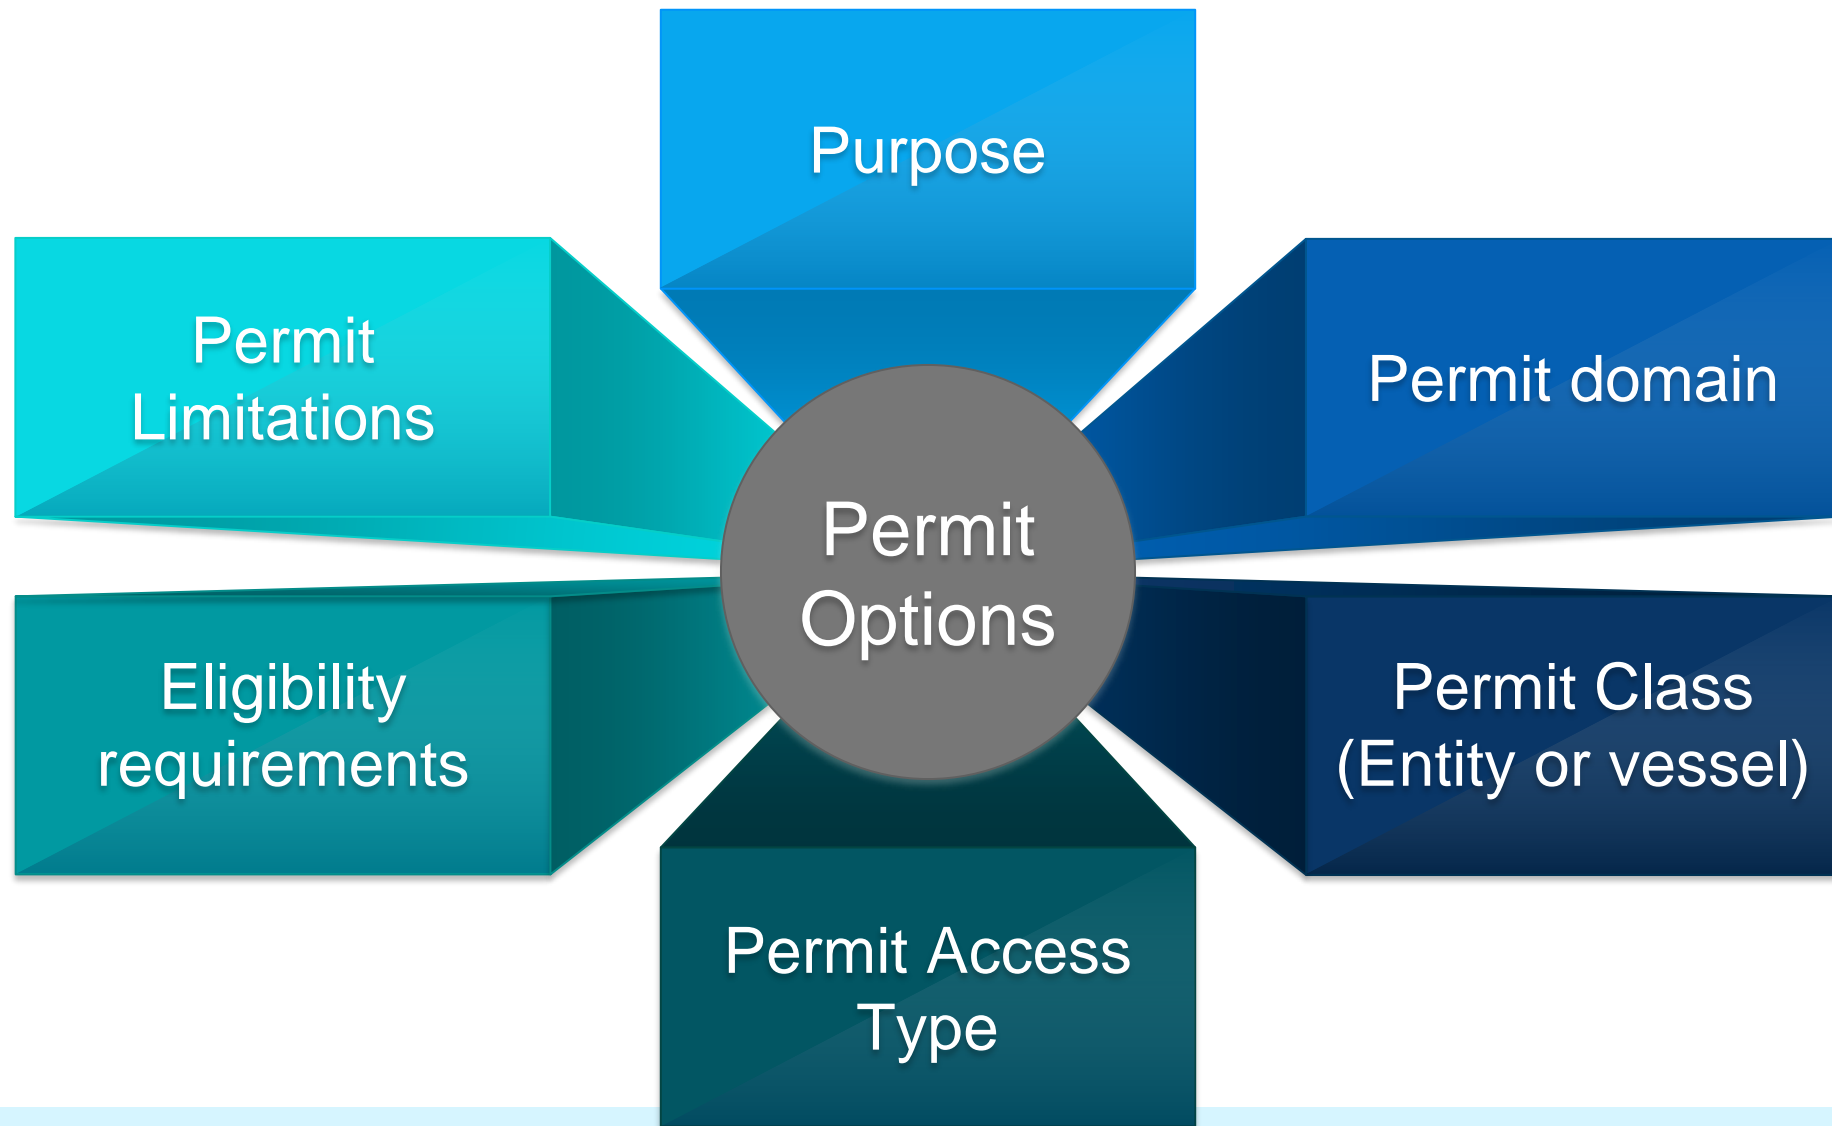 Purpose
Permit
Limitations
Permit domain
Permit
Options
Eligibility
requirements
Permit Class
(Entity or vessel)
Permit Access
Type